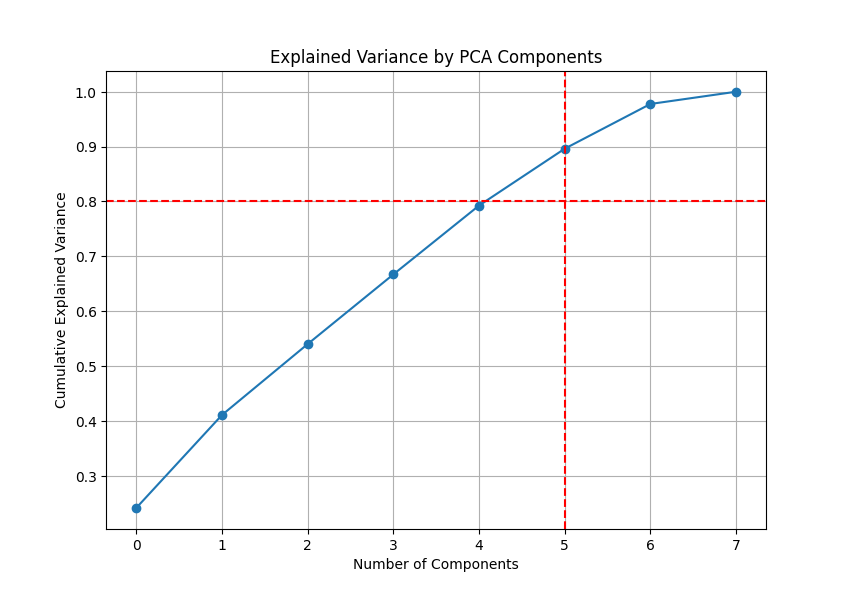 Explained Variance by PCA Components
Cumulative Explained Variance
1.0
0.9
0.8
0.7
0.6
0.5
0.4
0.3
0 1 2 3 4 5 6 7
Number of Components